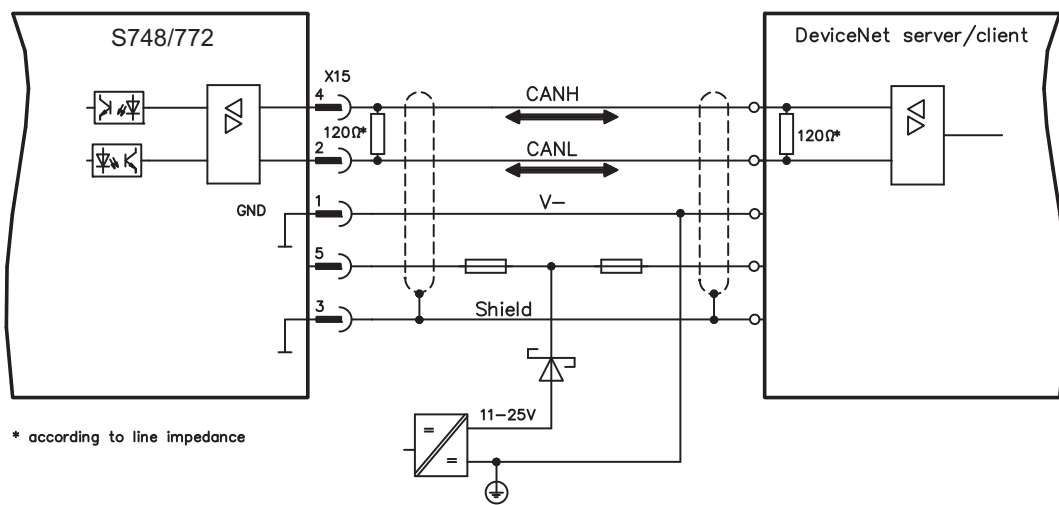 S748/772
DeviceNet server/client
X15
4
CANH
120Ω*
120Ω*
2
CANL
1
GND
V–
5
3
Shield
11–25V
=
=
* according to line impedance